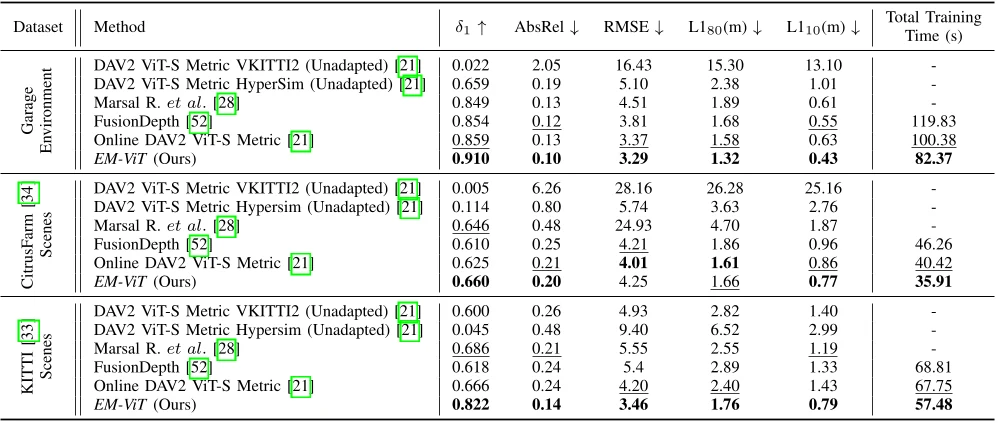 Dataset Method δ1 ↑ AbsRel ↓ RMSE ↓ L180(m) ↓ L110(m) ↓ Total Training Time (s)
Garage Environment
DAV2 ViT-S Metric VKITTI2 (Unadapted) [21] 0.022 2.05 16.43 15.30 13.10 -
DAV2 ViT-S Metric HyperSim (Unadapted) [21] 0.659 0.19 5.10 2.38 1.01 -
Marsal R. et al. [28] 0.849 0.13 4.51 1.89 0.61 -
FusionDepth [52] 0.854 0.12 3.81 1.68 0.55 119.83
Online DAV2 ViT-S Metric [21] 0.859 0.13 3.37 1.58 0.63 100.38
EM-ViT (Ours) 0.910 0.10 3.29 1.32 0.43 82.37
CitrusFarm [34] Scenes
DAV2 ViT-S Metric VKITTI2 (Unadapted) [21] 0.005 6.26 28.16 26.28 25.16 -
DAV2 ViT-S Metric Hypersim (Unadapted) [21] 0.114 0.80 5.74 3.63 2.76 -
Marsal R. et al. [28] 0.646 0.48 24.93 4.70 1.87 -
FusionDepth [52] 0.610 0.25 4.21 1.86 0.96 46.26
Online DAV2 ViT-S Metric [21] 0.625 0.21 4.01 1.61 0.86 40.42
EM-ViT (Ours) 0.660 0.20 4.25 1.66 0.77 35.91
KITTI [33] Scenes
DAV2 ViT-S Metric VKITTI2 (Unadapted) [21] 0.600 0.26 4.93 2.82 1.40 -
DAV2 ViT-S Metric Hypersim (Unadapted) [21] 0.045 0.48 9.40 6.52 2.99 -
Marsal R. et al. [28] 0.686 0.21 5.55 2.55 1.19 -
FusionDepth [52] 0.618 0.24 5.4 2.89 1.33 68.81
Online DAV2 ViT-S Metric [21] 0.666 0.24 4.20 2.40 1.43 67.75
EM-ViT (Ours) 0.822 0.14 3.46 1.76 0.79 57.48